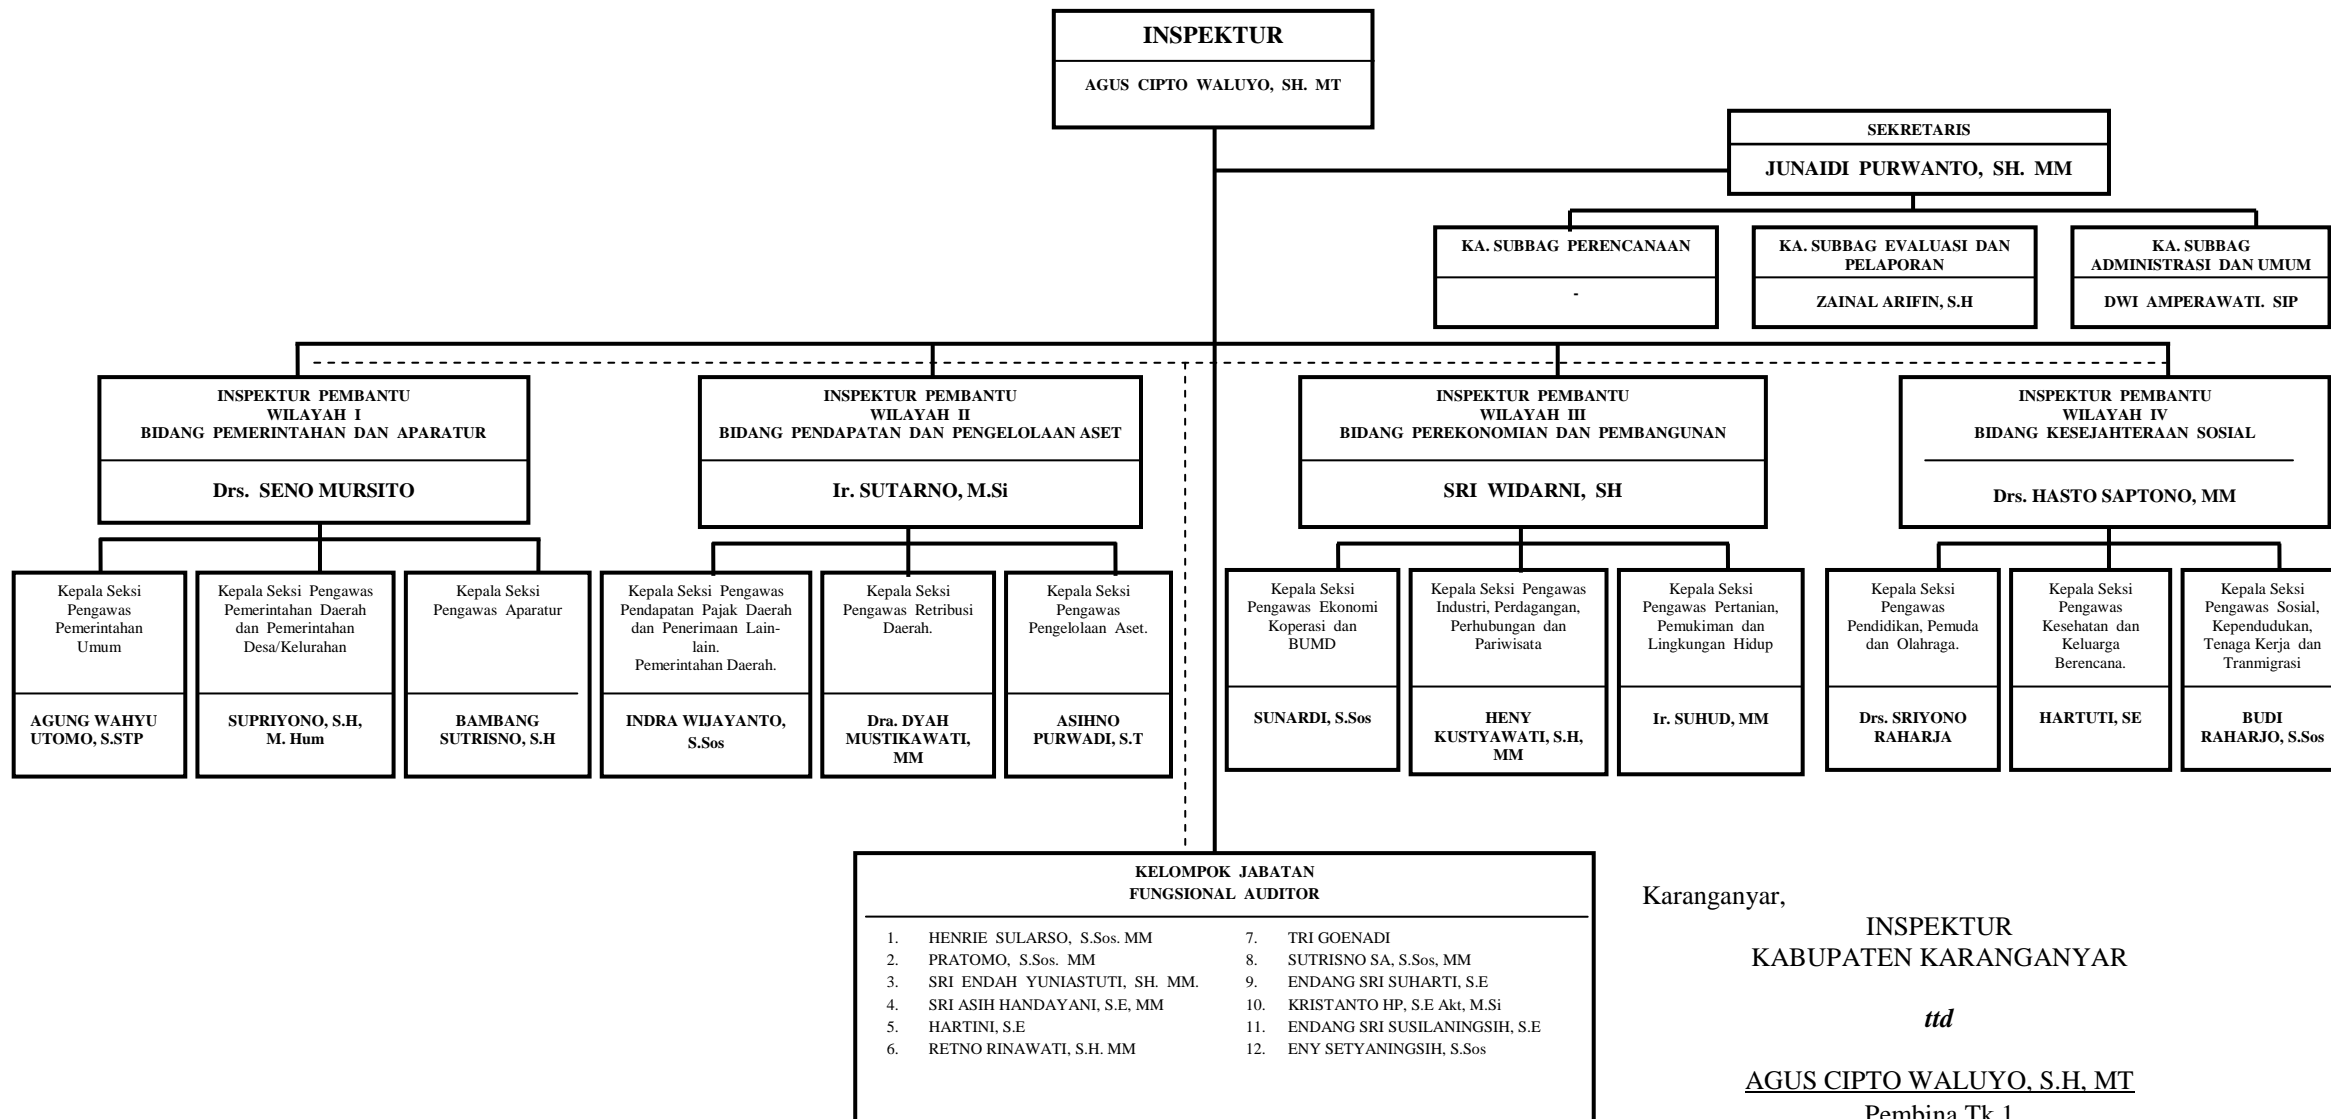 INSPEKTUR
AGUS CIPTO WALUYO, SH. MT
SEKRETARIS
JUNAIDI PURWANTO, SH. MM
KA. SUBBAG PERENCANAAN
-
KA. SUBBAG EVALUASI DAN
PELAPORAN
ZAINAL ARIFIN, S.H
KA. SUBBAG
ADMINISTRASI DAN UMUM
DWI AMPERAWATI. SIP
INSPEKTUR PEMBANTU
WILAYAH I
BIDANG PEMERINTAHAN DAN APARATUR
Drs. SENO MURSITO
INSPEKTUR PEMBANTU
WILAYAH II
BIDANG PENDAPATAN DAN PENGELOLAAN ASET
Ir. SUTARNO, M.Si
INSPEKTUR PEMBANTU
WILAYAH III
BIDANG PEREKONOMIAN DAN PEMBANGUNAN
SRI WIDARNI, SH
INSPEKTUR PEMBANTU
WILAYAH IV
BIDANG KESEJAHTERAAN SOSIAL
Drs. HASTO SAPTONO, MM
Kepala Seksi
Pengawas
Pemerintahan
Umum
AGUNG WAHYU
UTOMO, S.STP
Kepala Seksi Pengawas
Pemerintahan Daerah
dan Pemerintahan
Desa/Kelurahan
SUPRIYONO, S.H,
M. Hum
Kepala Seksi
Pengawas Aparatur
BAMBANG
SUTRISNO, S.H
Kepala Seksi Pengawas
Pendapatan Pajak Daerah
dan Penerimaan Lain-
lain.
Pemerintahan Daerah.
INDRA WIJAYANTO,
S.Sos
Kepala Seksi
Pengawas Retribusi
Daerah.
Dra. DYAH
MUSTIKAWATI,
MM
Kepala Seksi
Pengawas
Pengelolaan Aset.
ASIHNO
PURWADI, S.T
Kepala Seksi
Pengawas Ekonomi
Koperasi dan
BUMD
SUNARDI, S.Sos
Kepala Seksi Pengawas
Industri, Perdagangan,
Perhubungan dan
Pariwisata
HENY
KUSTYAWATI, S.H,
MM
Kepala Seksi
Pengawas Pertanian,
Pemukiman dan
Lingkungan Hidup
Ir. SUHUD, MM
Kepala Seksi
Pengawas
Pendidikan, Pemuda
dan Olahraga.
Drs. SRIYONO
RAHARJA
Kepala Seksi
Pengawas
Kesehatan dan
Keluarga
Berencana.
HARTUTI, SE
Kepala Seksi
Pengawas Sosial,
Kependudukan,
Tenaga Kerja dan
Tranmigrasi
BUDI
RAHARJO, S.Sos
KELOMPOK JABATAN
FUNGSIONAL AUDITOR
1. HENRIE SULARSO, S.Sos. MM
2. PRATOMO, S.Sos. MM
3. SRI ENDAH YUNIASTUTI, SH. MM.
4. SRI ASIH HANDAYANI, S.E, MM
5. HARTINI, S.E
6. RETNO RINAWATI, S.H. MM
7. TRI GOENADI
8. SUTRISNO SA, S.Sos, MM
9. ENDANG SRI SUHARTI, S.E
10. KRISTANTO HP, S.E Akt, M.Si
11. ENDANG SRI SUSILANINGSIH, S.E
12. ENY SETYANINGSIH, S.Sos
Karanganyar,
INSPEKTUR
KABUPATEN KARANGANYAR
ttd
AGUS CIPTO WALUYO, S.H, MT
Pembina Tk 1